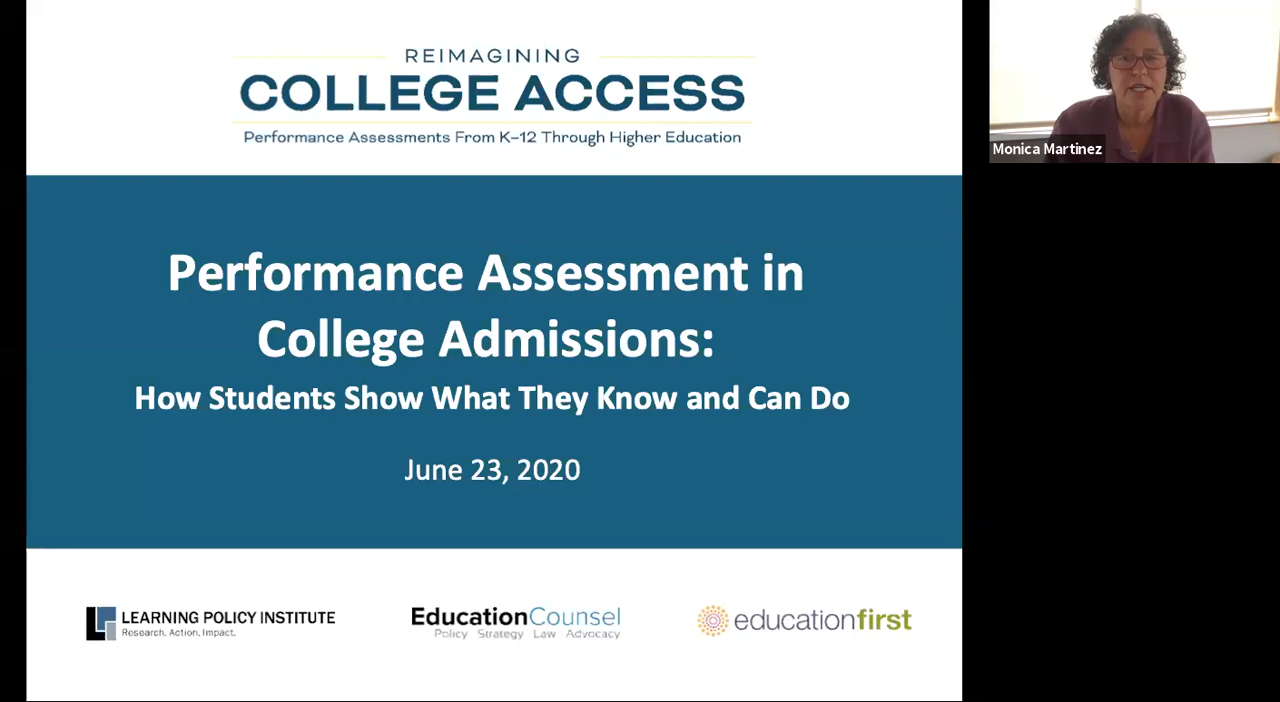 REIMAGINING
COLLEGE ACCESS
Performance Assessments From K–12 Through Higher Education
Monica Martinez
Performance Assessment in
College Admissions:
How Students Show What They Know and Can Do
June 23, 2020
LEARNING POLICY INSTITUTE
Research. Action. Impact.
EducationCounsel
Policy Strategy Law Advocacy
educationfirst